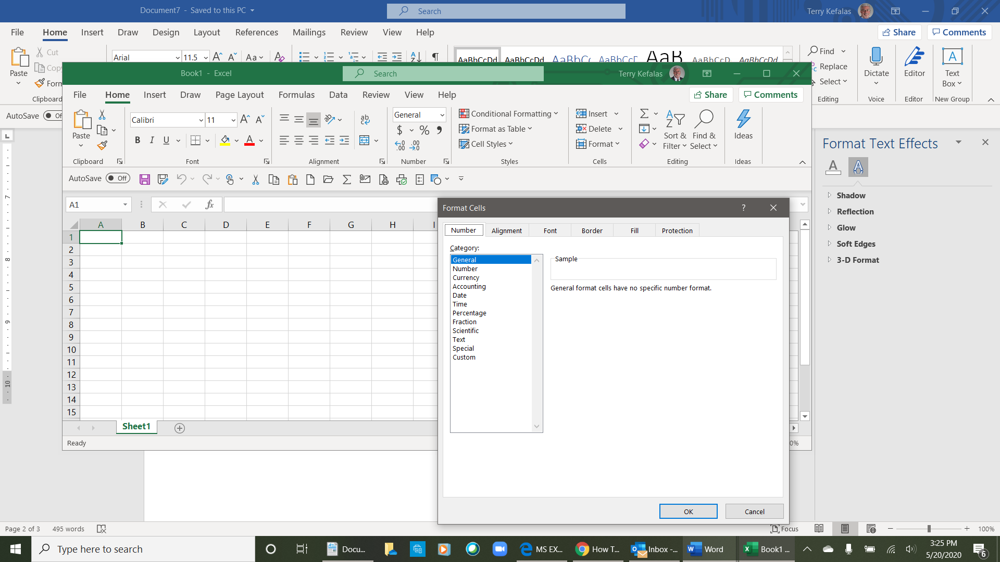 Document7 - Saved to this PC
Search
Terry Kefalas
File Home Insert Draw Design Layout References Mailings Review View Help
Share Comments
Cut
Paste
Arial 11.5
Aa
AaBbCcDd AaBbCcDd AaBbCc AaBbCcD AaB AaBbCcD AaBbCcDd
Find
Replace
Select
Dictate
Editor
Text Box
Clipboard
Editing Voice Editor New Group
AutoSave
Book1 - Excel
Search
Terry Kefalas
File Home Insert Draw Page Layout Formulas Data Review View Help
Share Comments
Paste
Calibri 11
B I U
ab
General
$ % ,
Conditional Formatting
Format as Table
Cell Styles
Insert
Delete
Format
Sort & Filter
Find & Select
Ideas
Clipboard Font Alignment Number Styles Cells Editing Ideas
AutoSave Off
A1
fx
A B C D E F G H I
1
2
3
4
5
6
7
8
9
10
11
12
13
14
15
Sheet1
Ready
0%
Format Cells
?
Number Alignment Font Border Fill Protection
Category:
General
Number
Currency
Accounting
Date
Time
Percentage
Fraction
Scientific
Text
Special
Custom
Sample
General format cells have no specific number format.
OK Cancel
Format Text Effects
A A
Shadow
Reflection
Glow
Soft Edges
3-D Format
7
8
9
10
Page 2 of 3 495 words
Focus
100%
Type here to search
Docu...
MS EX...
How T...
Inbox -...
Word
Book1 ...
3:25 PM
5/20/2020
6